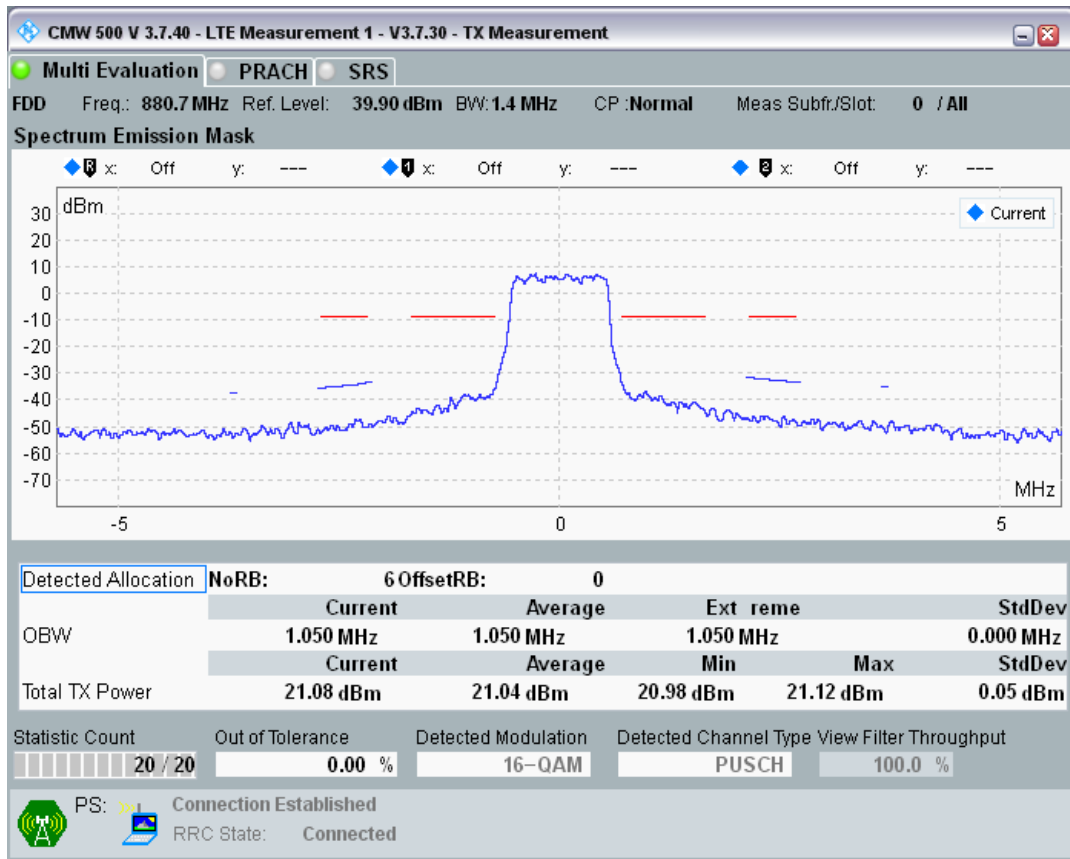 CMW 500 V 3.7.40 - LTE Measurement 1 - V3.7.30 - TX Measurement
Multi Evaluation PRACH SRS
FDD Freq.: 880.7 MHz Ref. Level: 39.90 dBm BW: 1.4 MHz CP :Normal Meas Subfr./Slot: 0 / All
Spectrum Emission Mask
R x: Off y: --- 1 x: Off y: --- 2 x: Off y: ---
dBm
Current
30
20
10
0
-10
-20
-30
-40
-50
-60
-70
MHz
-5 0 5
Detected Allocation NoRB: 6 OffsetRB: 0
Current Average Ext reme StdDev
OBW 1.050 MHz 1.050 MHz 1.050 MHz 0.000 MHz
Current Average Min Max StdDev
Total TX Power 21.08 dBm 21.04 dBm 20.98 dBm 21.12 dBm 0.05 dBm
Statistic Count Out of Tolerance Detected Modulation Detected Channel Type View Filter Throughput
20 / 20 0.00 % 16-QAM PUSCH 100.0 %
PS: Connection Established
RRC State: Connected